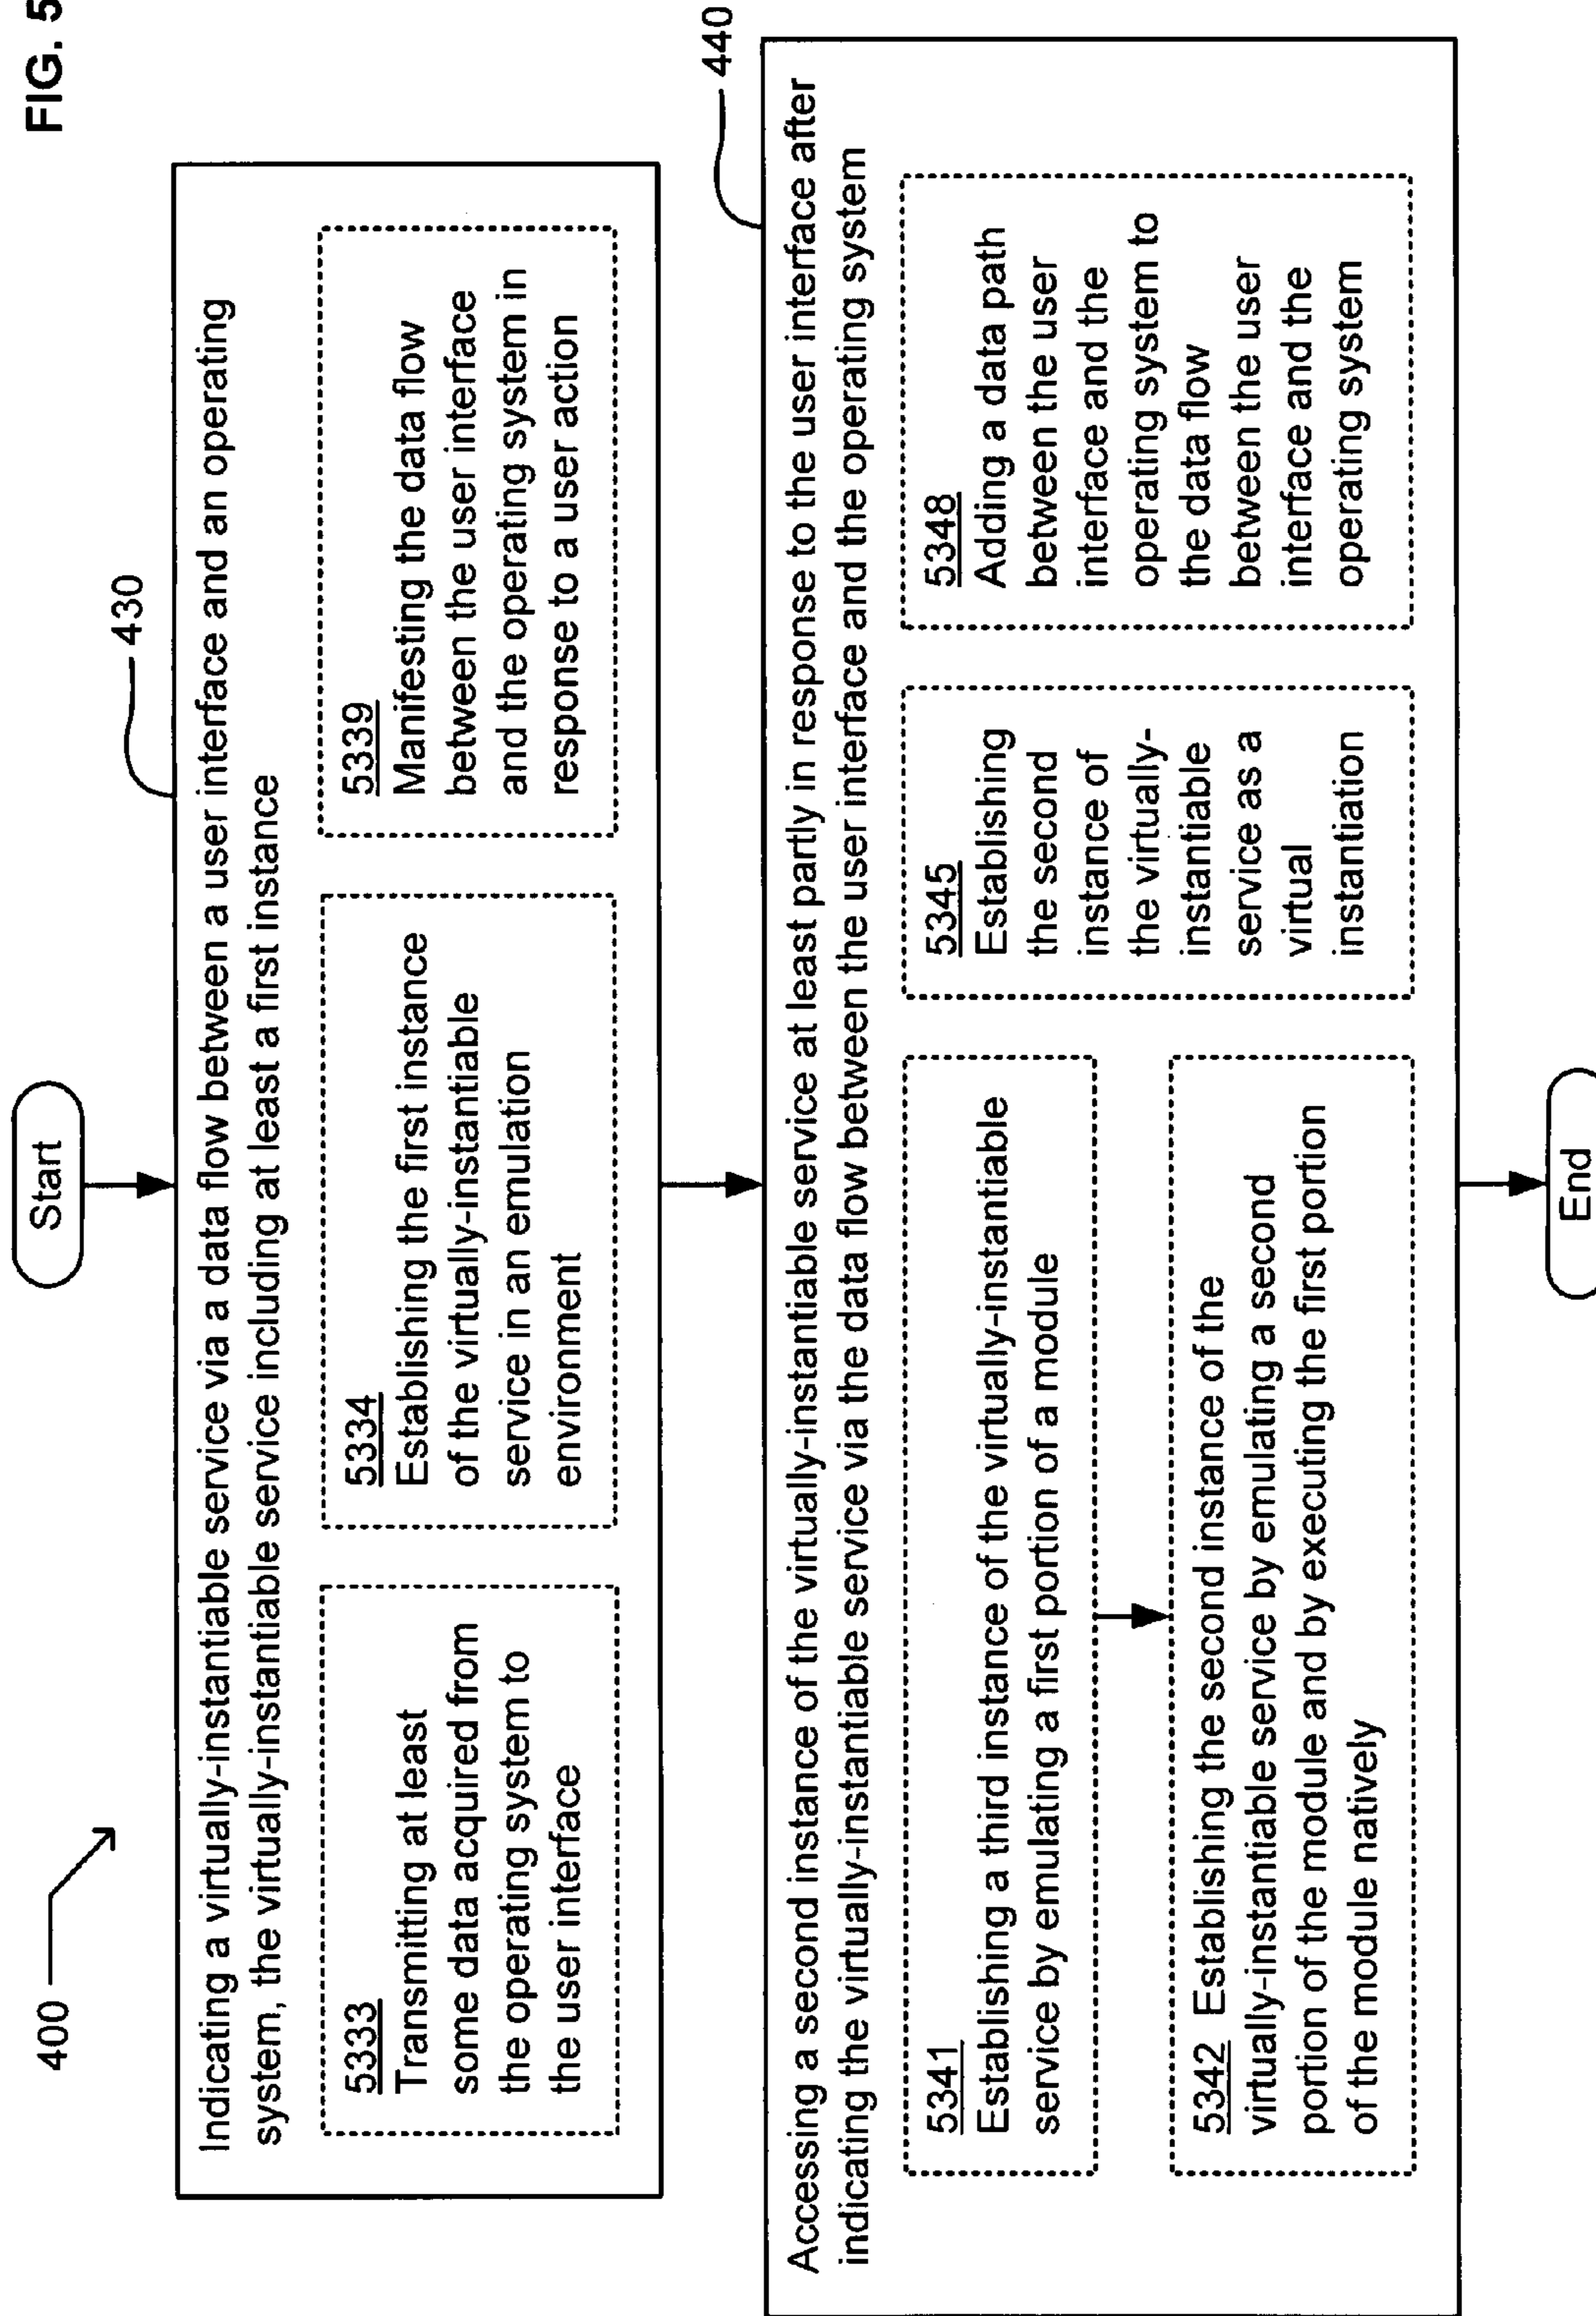 FIG. 5
400
Start
430
Indicating a virtually-instantiable service via a data flow between a user interface and an operating
system, the virtually-instantiable service including at least a first instance
5333
Transmitting at least
some data acquired from
the operating system to
the user interface
5334
Establishing the first instance
of the virtually-instantiable
service in an emulation
environment
5339
Manifesting the data flow
between the user interface
and the operating system in
response to a user action
440
Accessing a second instance of the virtually-instantiable service at least partly in response to the user interface after
indicating the virtually-instantiable service via the data flow between the user interface and the operating system
5341
Establishing a third instance of the virtually-instantiable
service by emulating a first portion of a module
5342 Establishing the second instance of the
virtually-instantiable service by emulating a second
portion of the module and by executing the first portion
of the module natively
5345
Establishing
the second
instance of
the virtually-
instantiable
service as a
virtual
instantiation
5348
Adding a data path
between the user
interface and the
operating system to
the data flow
between the user
interface and the
operating system
End